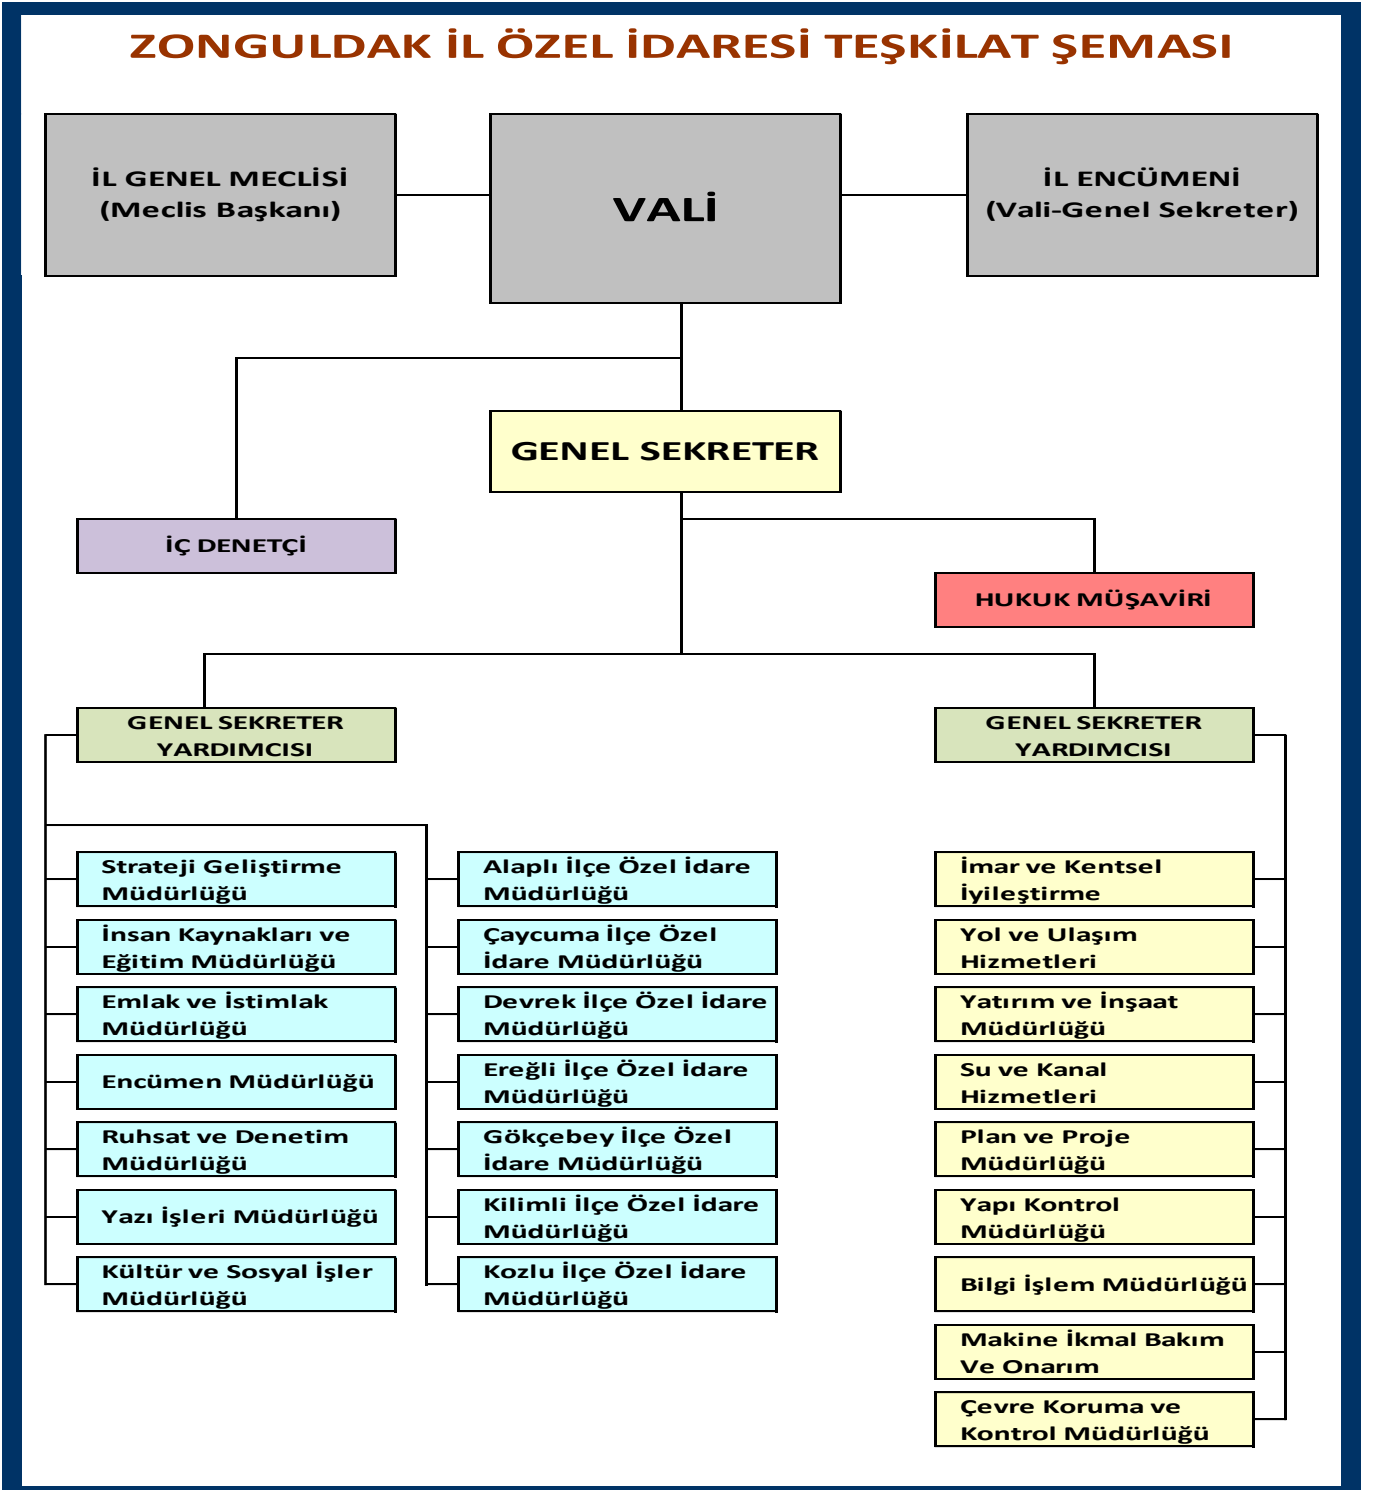 ZONGULDAK İL ÖZEL İDARESİ TEŞKİLAT ŞEMASI
İL GENEL MECLİSİ
(Meclis Başkanı)
VALİ
İL ENCÜMENİ
(Vali-Genel Sekreter)
GENEL SEKRETER
İÇ DENETÇİ
HUKUK MÜŞAVİRİ
GENEL SEKRETER
YARDIMCISI
GENEL SEKRETER
YARDIMCISI
Strateji Geliştirme
Müdürlüğü
İnsan Kaynakları ve
Eğitim Müdürlüğü
Emlak ve İstimlak
Müdürlüğü
Encümen Müdürlüğü
Ruhsat ve Denetim
Müdürlüğü
Yazı İşleri Müdürlüğü
Kültür ve Sosyal İşler
Müdürlüğü
Alaplı İlçe Özel İdare
Müdürlüğü
Çaycuma İlçe Özel
İdare Müdürlüğü
Devrek İlçe Özel İdare
Müdürlüğü
Ereğli İlçe Özel İdare
Müdürlüğü
Gökçebey İlçe Özel
İdare Müdürlüğü
Kilimli İlçe Özel İdare
Müdürlüğü
Kozlu İlçe Özel İdare
Müdürlüğü
İmar ve Kentsel
İyileştirme
Yol ve Ulaşım
Hizmetleri
Yatırım ve İnşaat
Müdürlüğü
Su ve Kanal
Hizmetleri
Plan ve Proje
Müdürlüğü
Yapı Kontrol
Müdürlüğü
Bilgi İşlem Müdürlüğü
Makine İkmal Bakım
Ve Onarım
Çevre Koruma ve
Kontrol Müdürlüğü